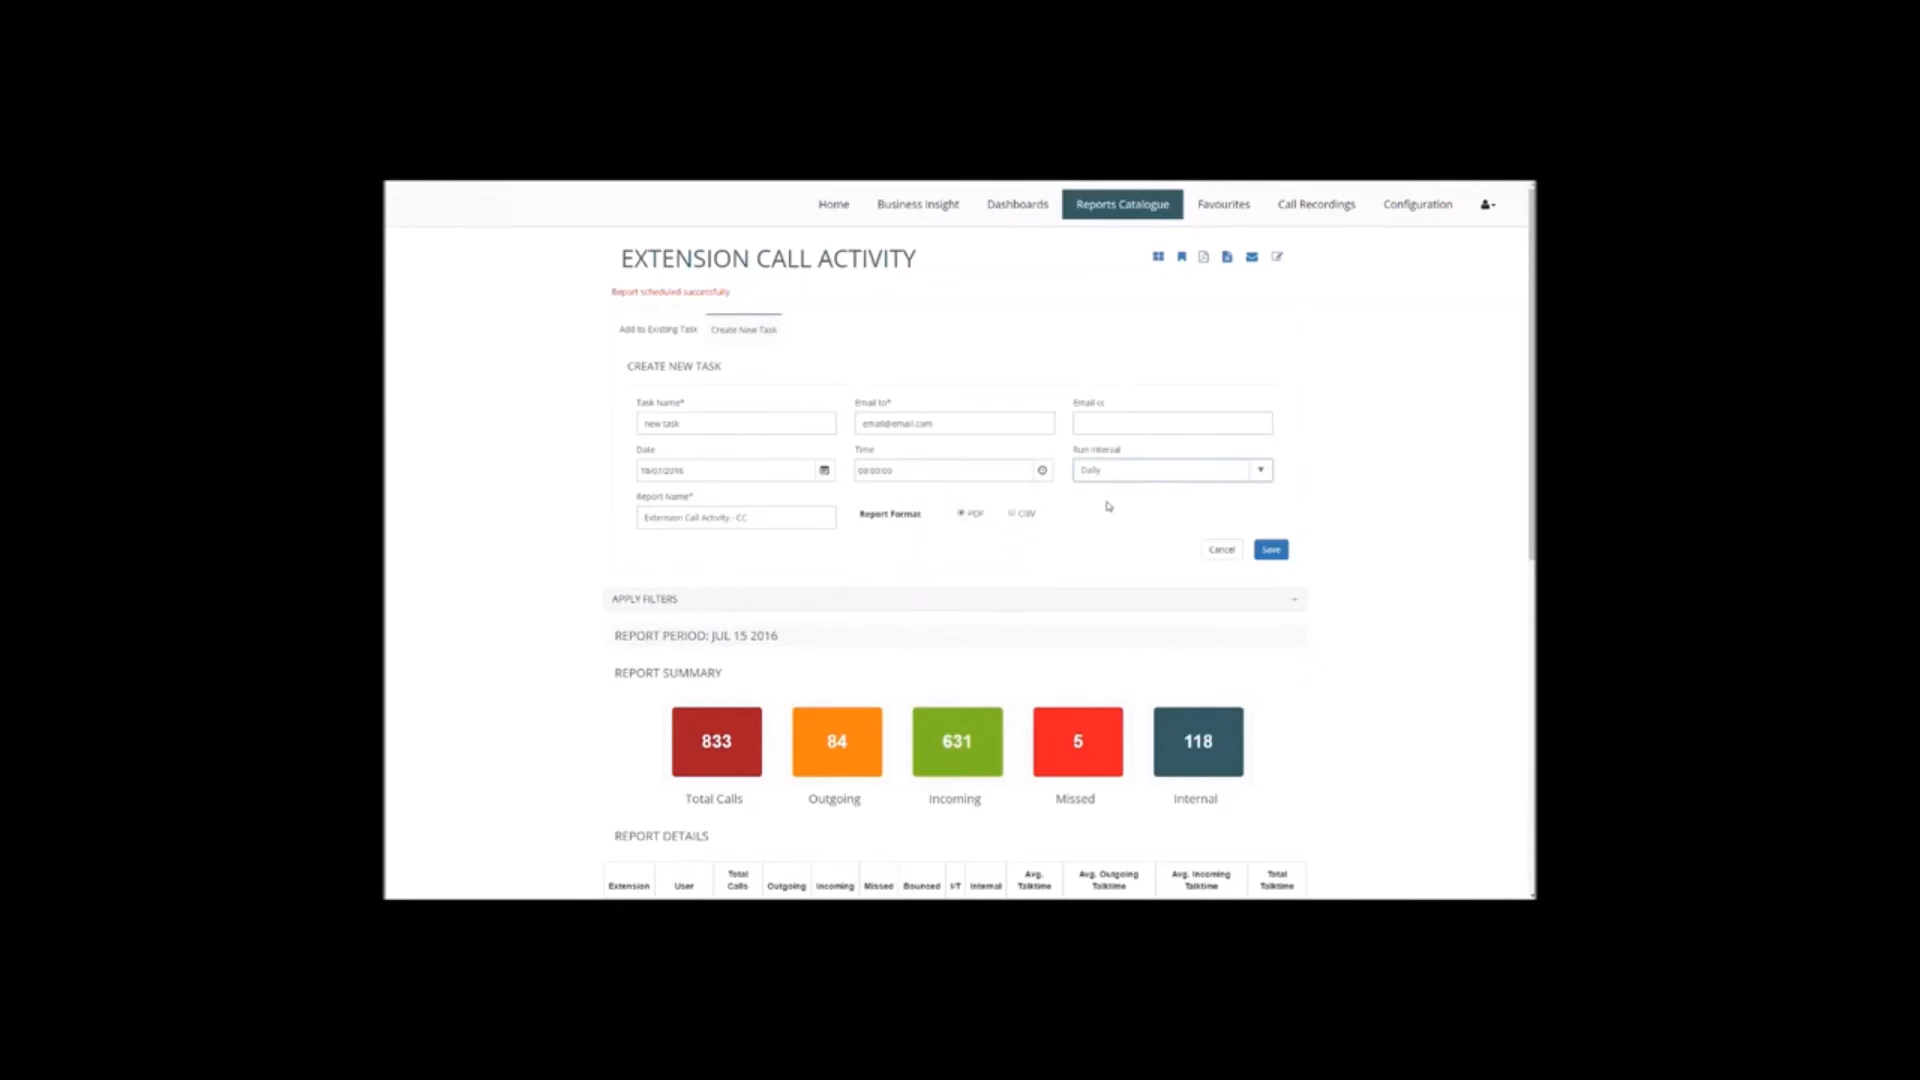 Home Business Insight Dashboards Reports Catalogue Favourites Call Recordings Configuration
EXTENSION CALL ACTIVITY
Report scheduled successfully
Add to Existing Task Create New Task
CREATE NEW TASK
Task Name* Email to* Email cc
new task email@email.com
Date Time Run interval
Daily
Report Name*
Extension Call Activity - CC Report Format PDF CSV
Cancel Save
APPLY FILTERS
REPORT PERIOD: JUL 15 2016
REPORT SUMMARY
833 84 631 5 118
Total Calls Outgoing Incoming Missed Internal
REPORT DETAILS
Extension User Total Calls Outgoing Incoming Missed Bounced I/T Internal Avg. Talktime Avg. Outgoing Talktime Avg. Incoming Talktime Total Talktime